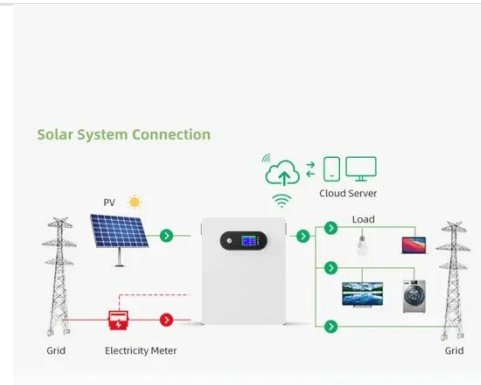 Solar System Connection
Cloud Server
PV
Load
Grid
Electricity Meter
Grid